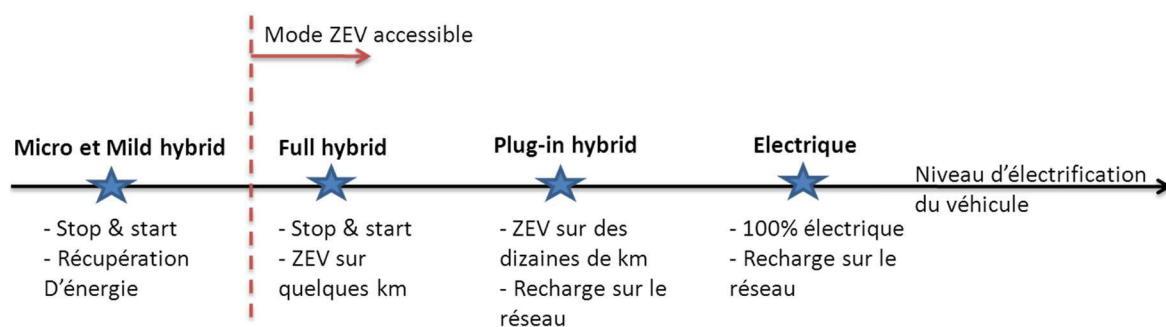 Mode ZEV accessible
Micro et Mild hybrid
Full hybrid
Plug-in hybrid
Electrique
Niveau d'électrification
du véhicule
- Stop & start
- Récupération
D'énergie
- Stop & start
- ZEV sur
quelques km
- ZEV sur des
dizaines de km
- Recharge sur le
réseau
- 100% électrique
- Recharge sur le
réseau